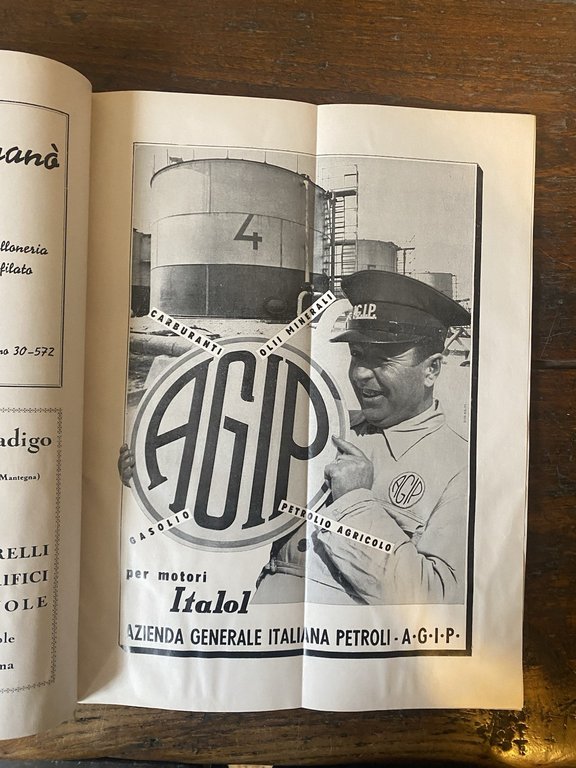 anò
lloneria
filato
no 30-572
adigo
Mantegna)
RELLI
IFICI
OLE
ole
na
4
CARBURANTI
OLII MINERALI
A.G.I.P.
AGIP
AGIP
GASOLIO
PETROLIO AGRICOLO
per motori
Italol
AZIENDA GENERALE ITALIANA PETROLI - A·G·I·P·